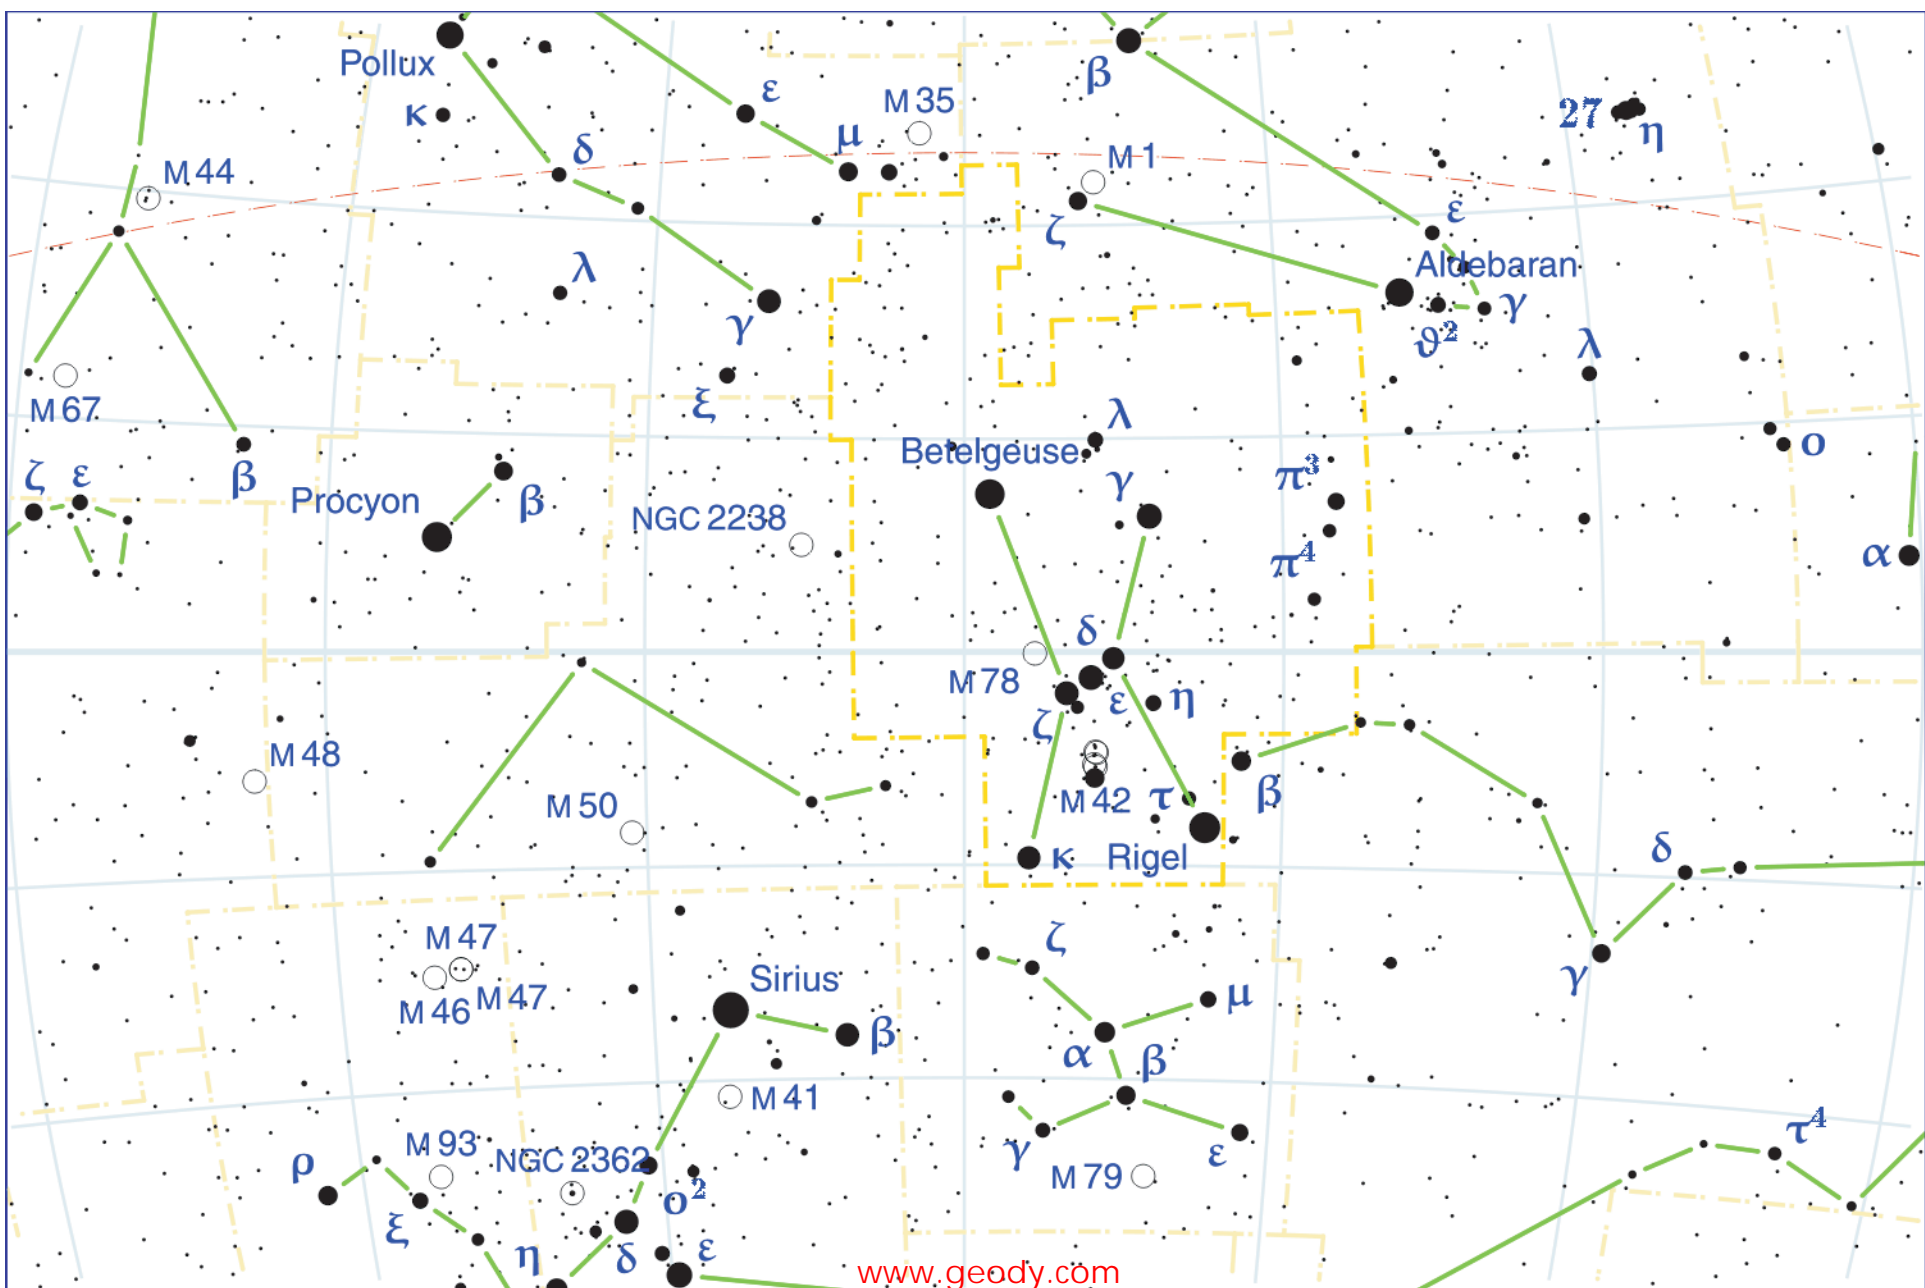 Pollux
β
ε
M 35
27
η
κ
μ
δ
M 1
M 44
ζ
ε
Aldebaran
λ
γ
γ
ϑ²
λ
ξ
M 67
λ
Betelgeuse
ο
ζ
ε
β
Procyon
β
γ
π³
NGC 2238
π⁴
α
δ
M 78
ε
η
ζ
M 48
M 50
M 42
τ
β
κ
Rigel
δ
M 47
ζ
γ
Sirius
M 46
M 47
μ
β
α
β
M 41
τ⁴
M 93
NGC 2362
γ
ε
ρ
M 79
ο²
ξ
η
δ
ε
www.geody.com